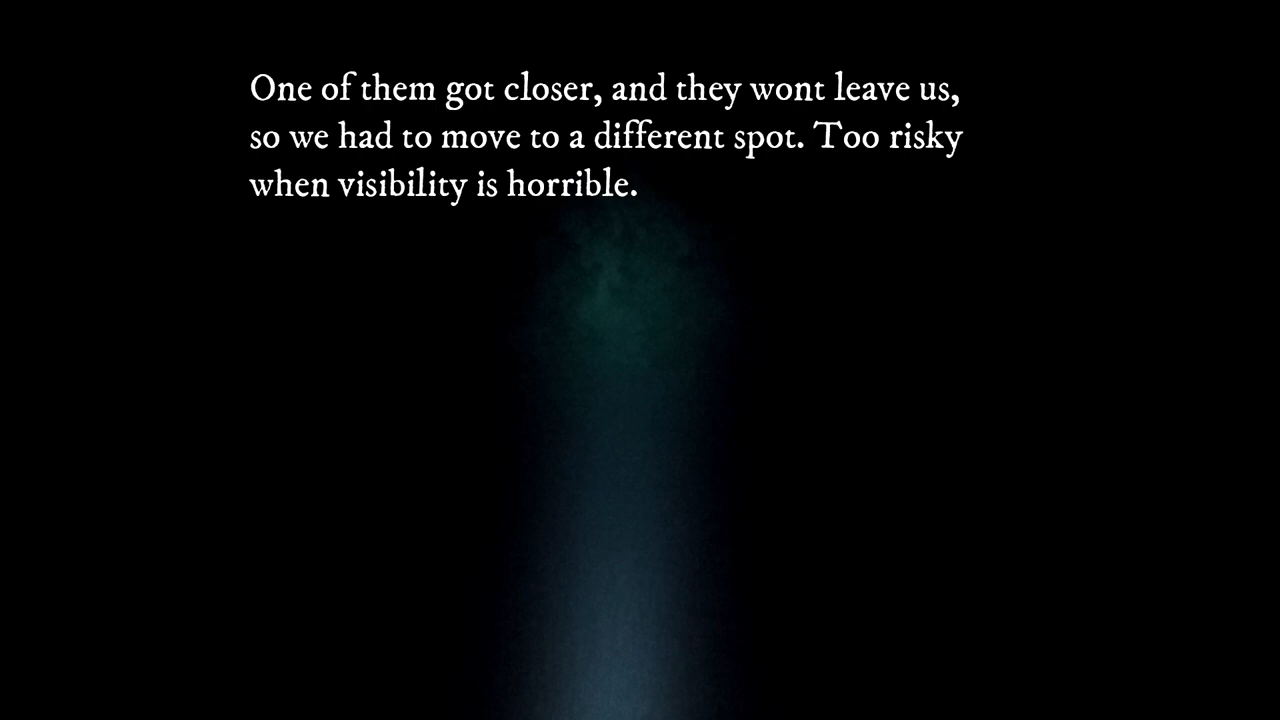 One of them got closer, and they wont leave us,
so we had to move to a different spot. Too risky
when visibility is horrible.